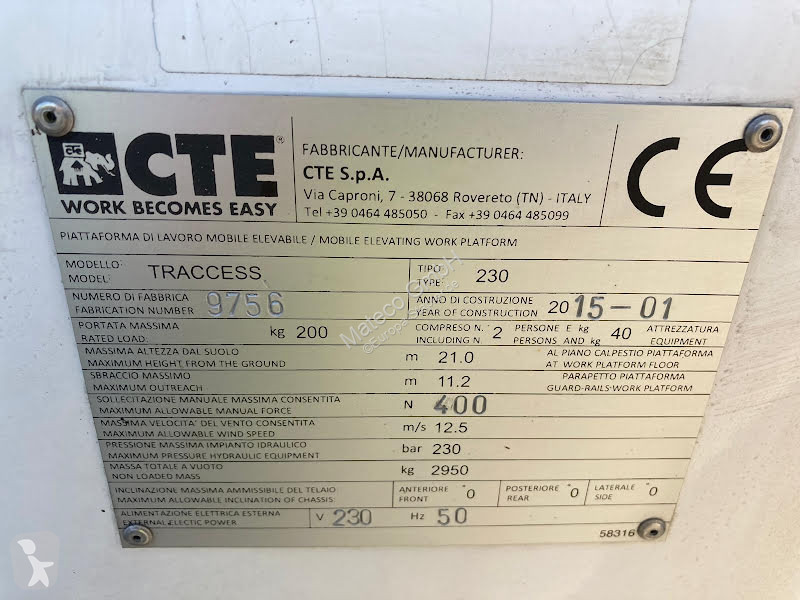 CTE®
WORK BECOMES EASY
FABBRICANTE/MANUFACTURER:
CTE S.p.A.
Via Caproni, 7 - 38068 Rovereto (TN) - ITALY
Tel +39 0464 485050 - Fax +39 0464 485099
CE
PIATTAFORMA DI LAVORO MOBILE ELEVABILE / MOBILE ELEVATING WORK PLATFORM
MODELLO:
MODEL: TRACCESS
TIPO
TYPE: 230
NUMERO DI FABBRICA
FABRICATION NUMBER 9756
ANNO DI COSTRUZIONE
YEAR OF CONSTRUCTION 2015-01
PORTATA MASSIMA
RATED LOAD: kg 200
COMPRESO N. 2 PERSONE E kg 40 ATTREZZATURA
INCLUDING N. PERSONS AND kg EQUIPMENT
MASSIMA ALTEZZA DAL SUOLO
MAXIMUM HEIGHT FROM THE GROUND m 21.0
AL PIANO CALPESTIO PIATTAFORMA
AT WORK PLATFORM FLOOR
SBRACCIO MASSIMO
MAXIMUM OUTREACH m 11.2
PARAPETTO PIATTAFORMA
GUARD-RAILS WORK PLATFORM
SOLLECITAZIONE MANUALE MASSIMA CONSENTITA
MAXIMUM ALLOWABLE MANUAL FORCE N 400
MASSIMA VELOCITA' DEL VENTO CONSENTITA
MAXIMUM ALLOWABLE WIND SPEED m/s 12.5
PRESSIONE MASSIMA IMPIANTO IDRAULICO
MAXIMUM PRESSURE HYDRAULIC EQUIPMENT bar 230
MASSA TOTALE A VUOTO
NON LOADED MASS kg 2950
INCLINAZIONE MASSIMA AMMISSIBILE DEL TELAIO
MAXIMUM ALLOWABLE INCLINATION OF CHASSIS:
ANTERIORE
FRONT °0
POSTERIORE
REAR °0
LATERALE
SIDE °0
ALIMENTAZIONE ELETTRICA ESTERNA
EXTERNAL ELECTIC POWER V 230 Hz 50
58316
Mateco GmbH